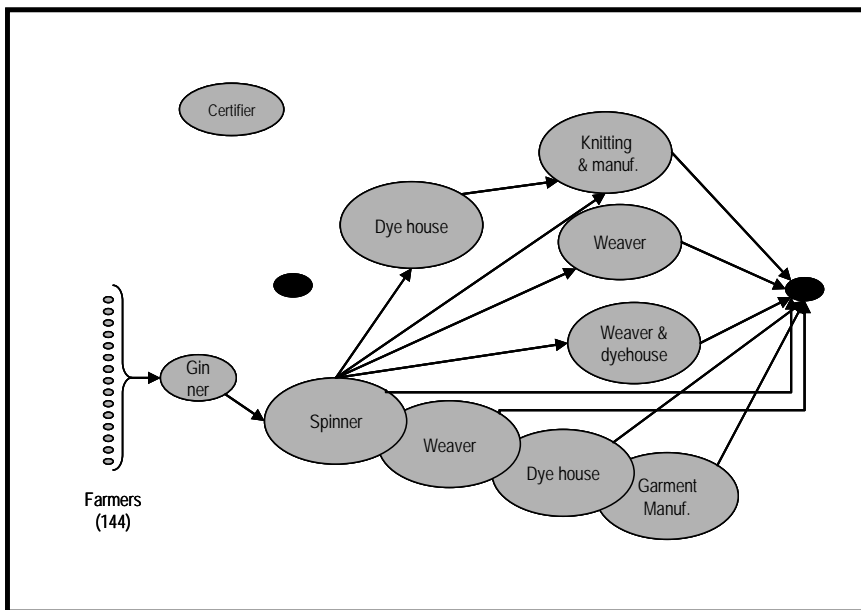 Certifier
Knitting
& manuf.
Dye house
Weaver
Weaver &
dyehouse
Gin
ner
Spinner
Weaver
Dye house
Garment
Manuf.
Farmers
(144)